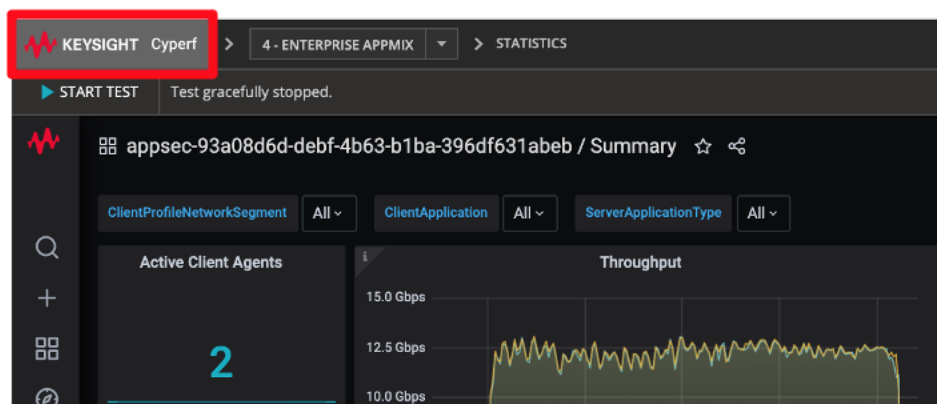 KEYSIGHT Cyperf > 4 - ENTERPRISE APPMIX > STATISTICS
START TEST Test gracefully stopped.
appsec-93a08d6d-debf-4b63-b1ba-396df631abeb / Summary
ClientProfileNetworkSegment All ClientApplication All ServerApplicationType All
Active Client Agents
2
i
Throughput
15.0 Gbps
12.5 Gbps
10.0 Gbps